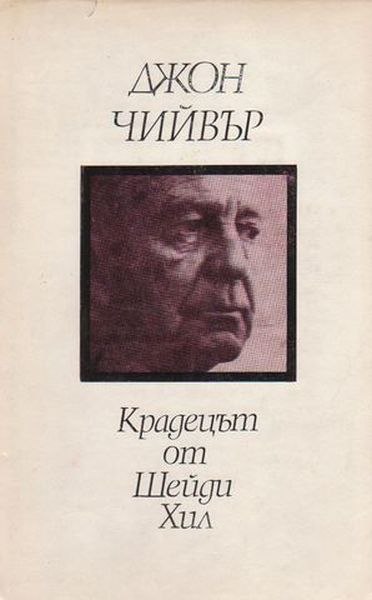 ДЖОН
ЧИЙВЪР
Крадецът
от
Шейди
Хил